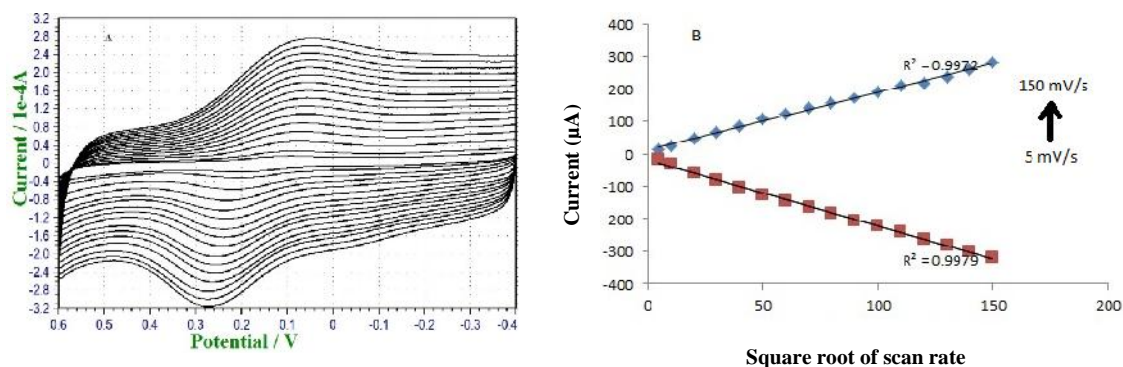 A
Current / 1e-4A
3.2
2.8
2.4
2.0
1.6
1.2
0.8
0.4
0
-0.4
-0.8
-1.2
-1.6
-2.0
-2.4
-2.8
-3.2
0.6 0.5 0.4 0.3 0.2 0.1 0 -0.1 -0.2 -0.3 -0.4
Potential / V
B
Current (µA)
400
300
200
100
0
-100
-200
-300
-400
R² = 0.9972
R² = 0.9979
150 mV/s
5 mV/s
0 50 100 150 200
Square root of scan rate